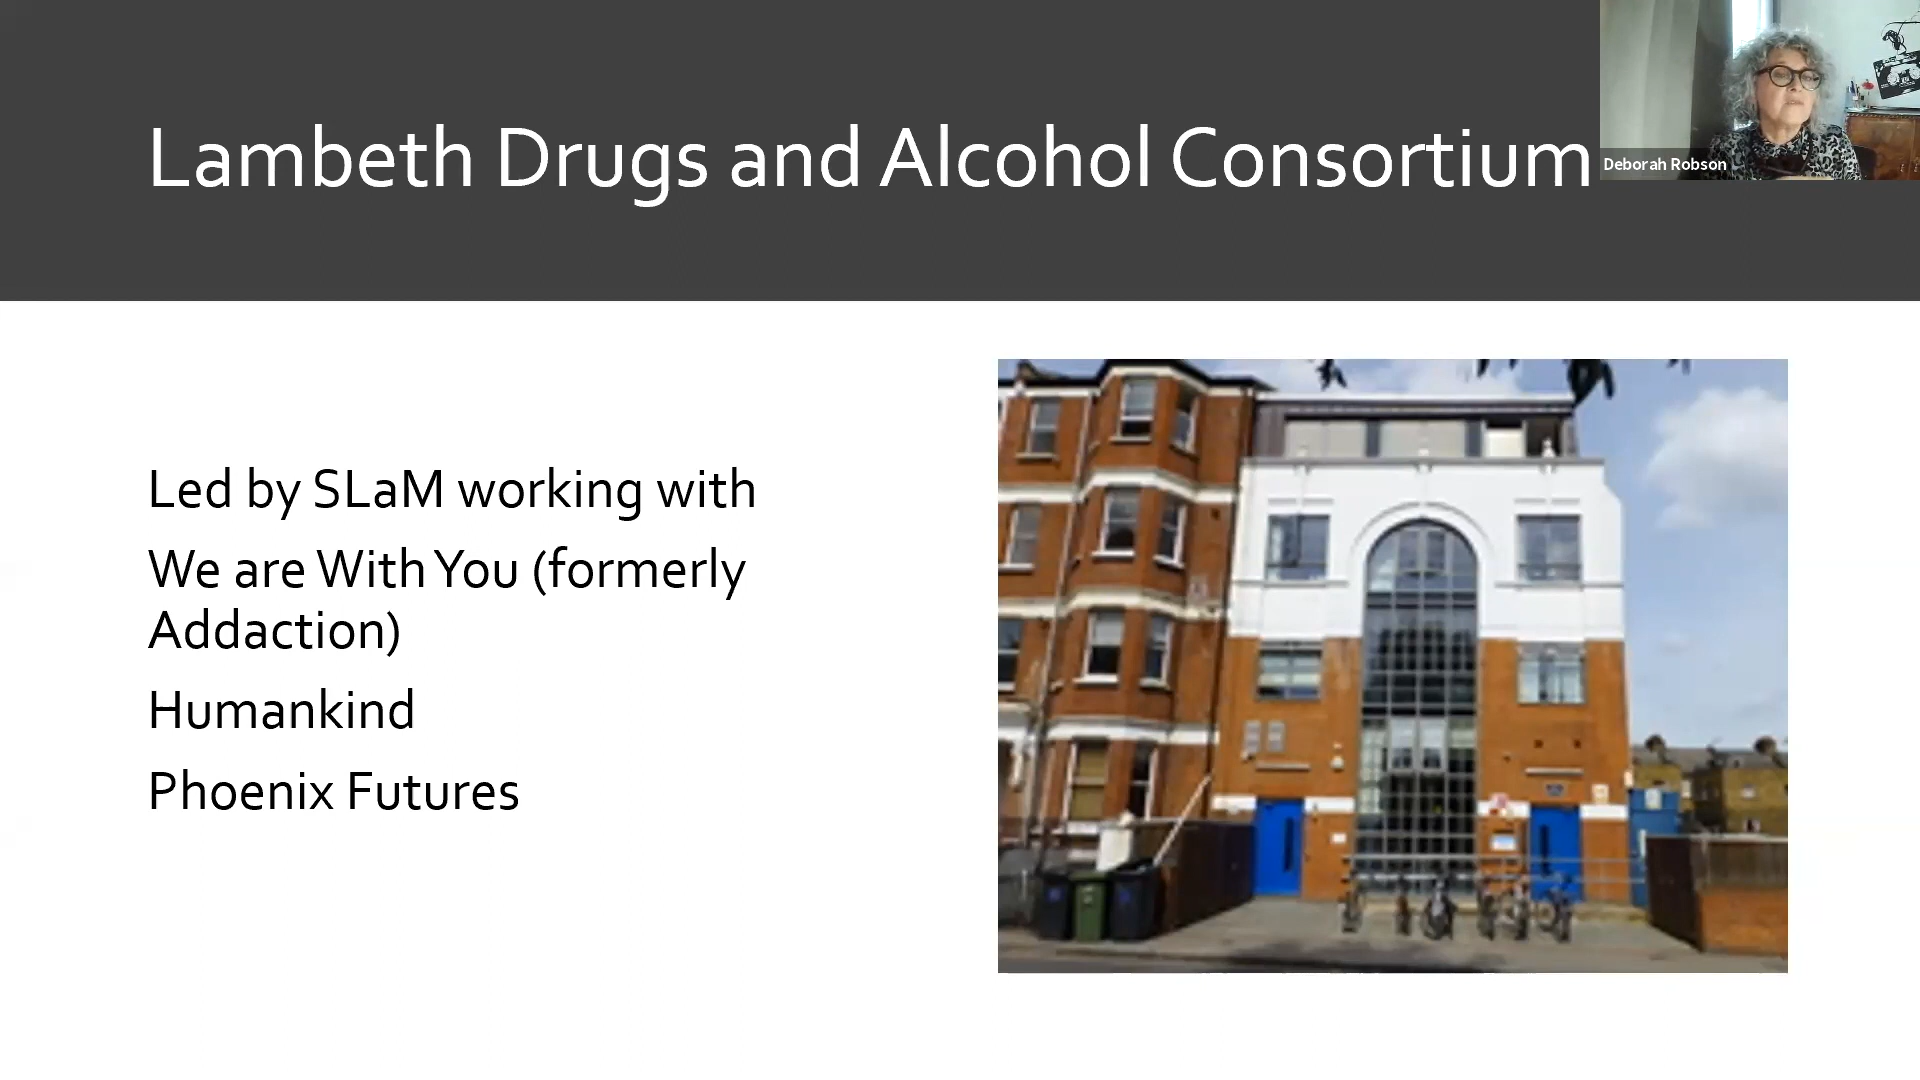 Lambeth Drugs and Alcohol Consortium
Deborah Robson
Led by SLaM working with
We are With You (formerly
Addaction)
Humankind
Phoenix Futures